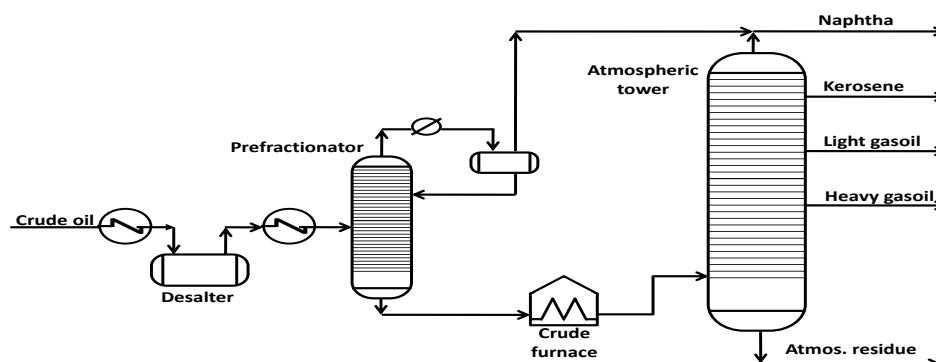 Naphtha
Atmospheric
tower
Kerosene
Prefractionator
Light gasoil
Heavy gasoil
Crude oil
Desalter
Crude
furnace
Atmos. residue